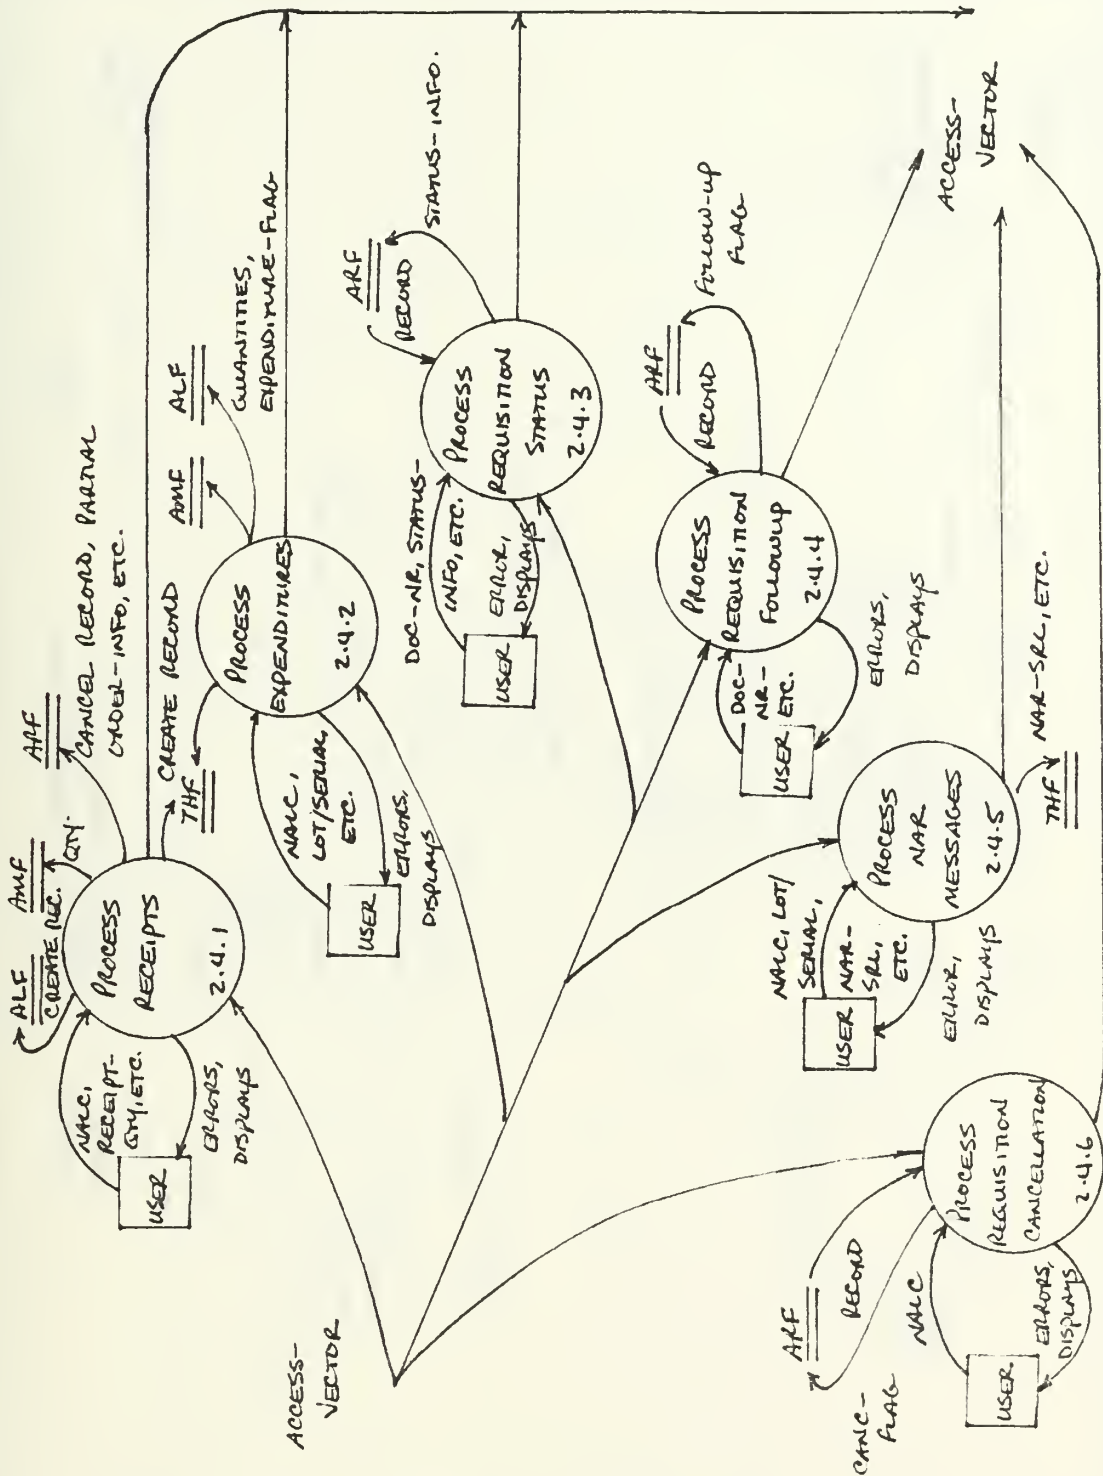 ACCESS-
VECTOR
ALF
CREATE REC.
AMF
QTY.
ARF
CANCEL RECORD, PARTIAL
ORDER-INFO, ETC.
CREATE RECORD
THF
PROCESS
RECEIPTS
2.4.1
NALC,
RECEIPT-
QTY, ETC.
USER
ERRORS,
DISPLAYS
AMF
ALF
QUANTITIES,
EXPENDITURE-FLAG
PROCESS
EXPENDITURES
2.4.2
NALC,
LOT/SERIAL,
ETC.
USER
ERRORS,
DISPLAYS
ARF
RECORD
STATUS-INFO.
PROCESS
REQUISITION
STATUS
2.4.3
DOC-NR, STATUS-
INFO, ETC.
ERROR,
DISPLAYS
USER
ARF
RECORD
FOLLOW-UP
FLAG
PROCESS
REQUISITION
FOLLOWUP
2.4.4
DOC-
NR-
ETC.
USER
ERRORS,
DISPLAYS
PROCESS
NAR
MESSAGES
2.4.5
NALC, LOT/
SERIAL,
NAR-
SRL,
ETC.
USER
ERROR,
DISPLAYS
THF
NAR-SRL, ETC.
ARF
RECORD
CANC-
FLAG
NALC
PROCESS
REQUISITION
CANCELLATION
2.4.6
USER
ERRORS,
DISPLAYS
ACCESS-
VECTOR